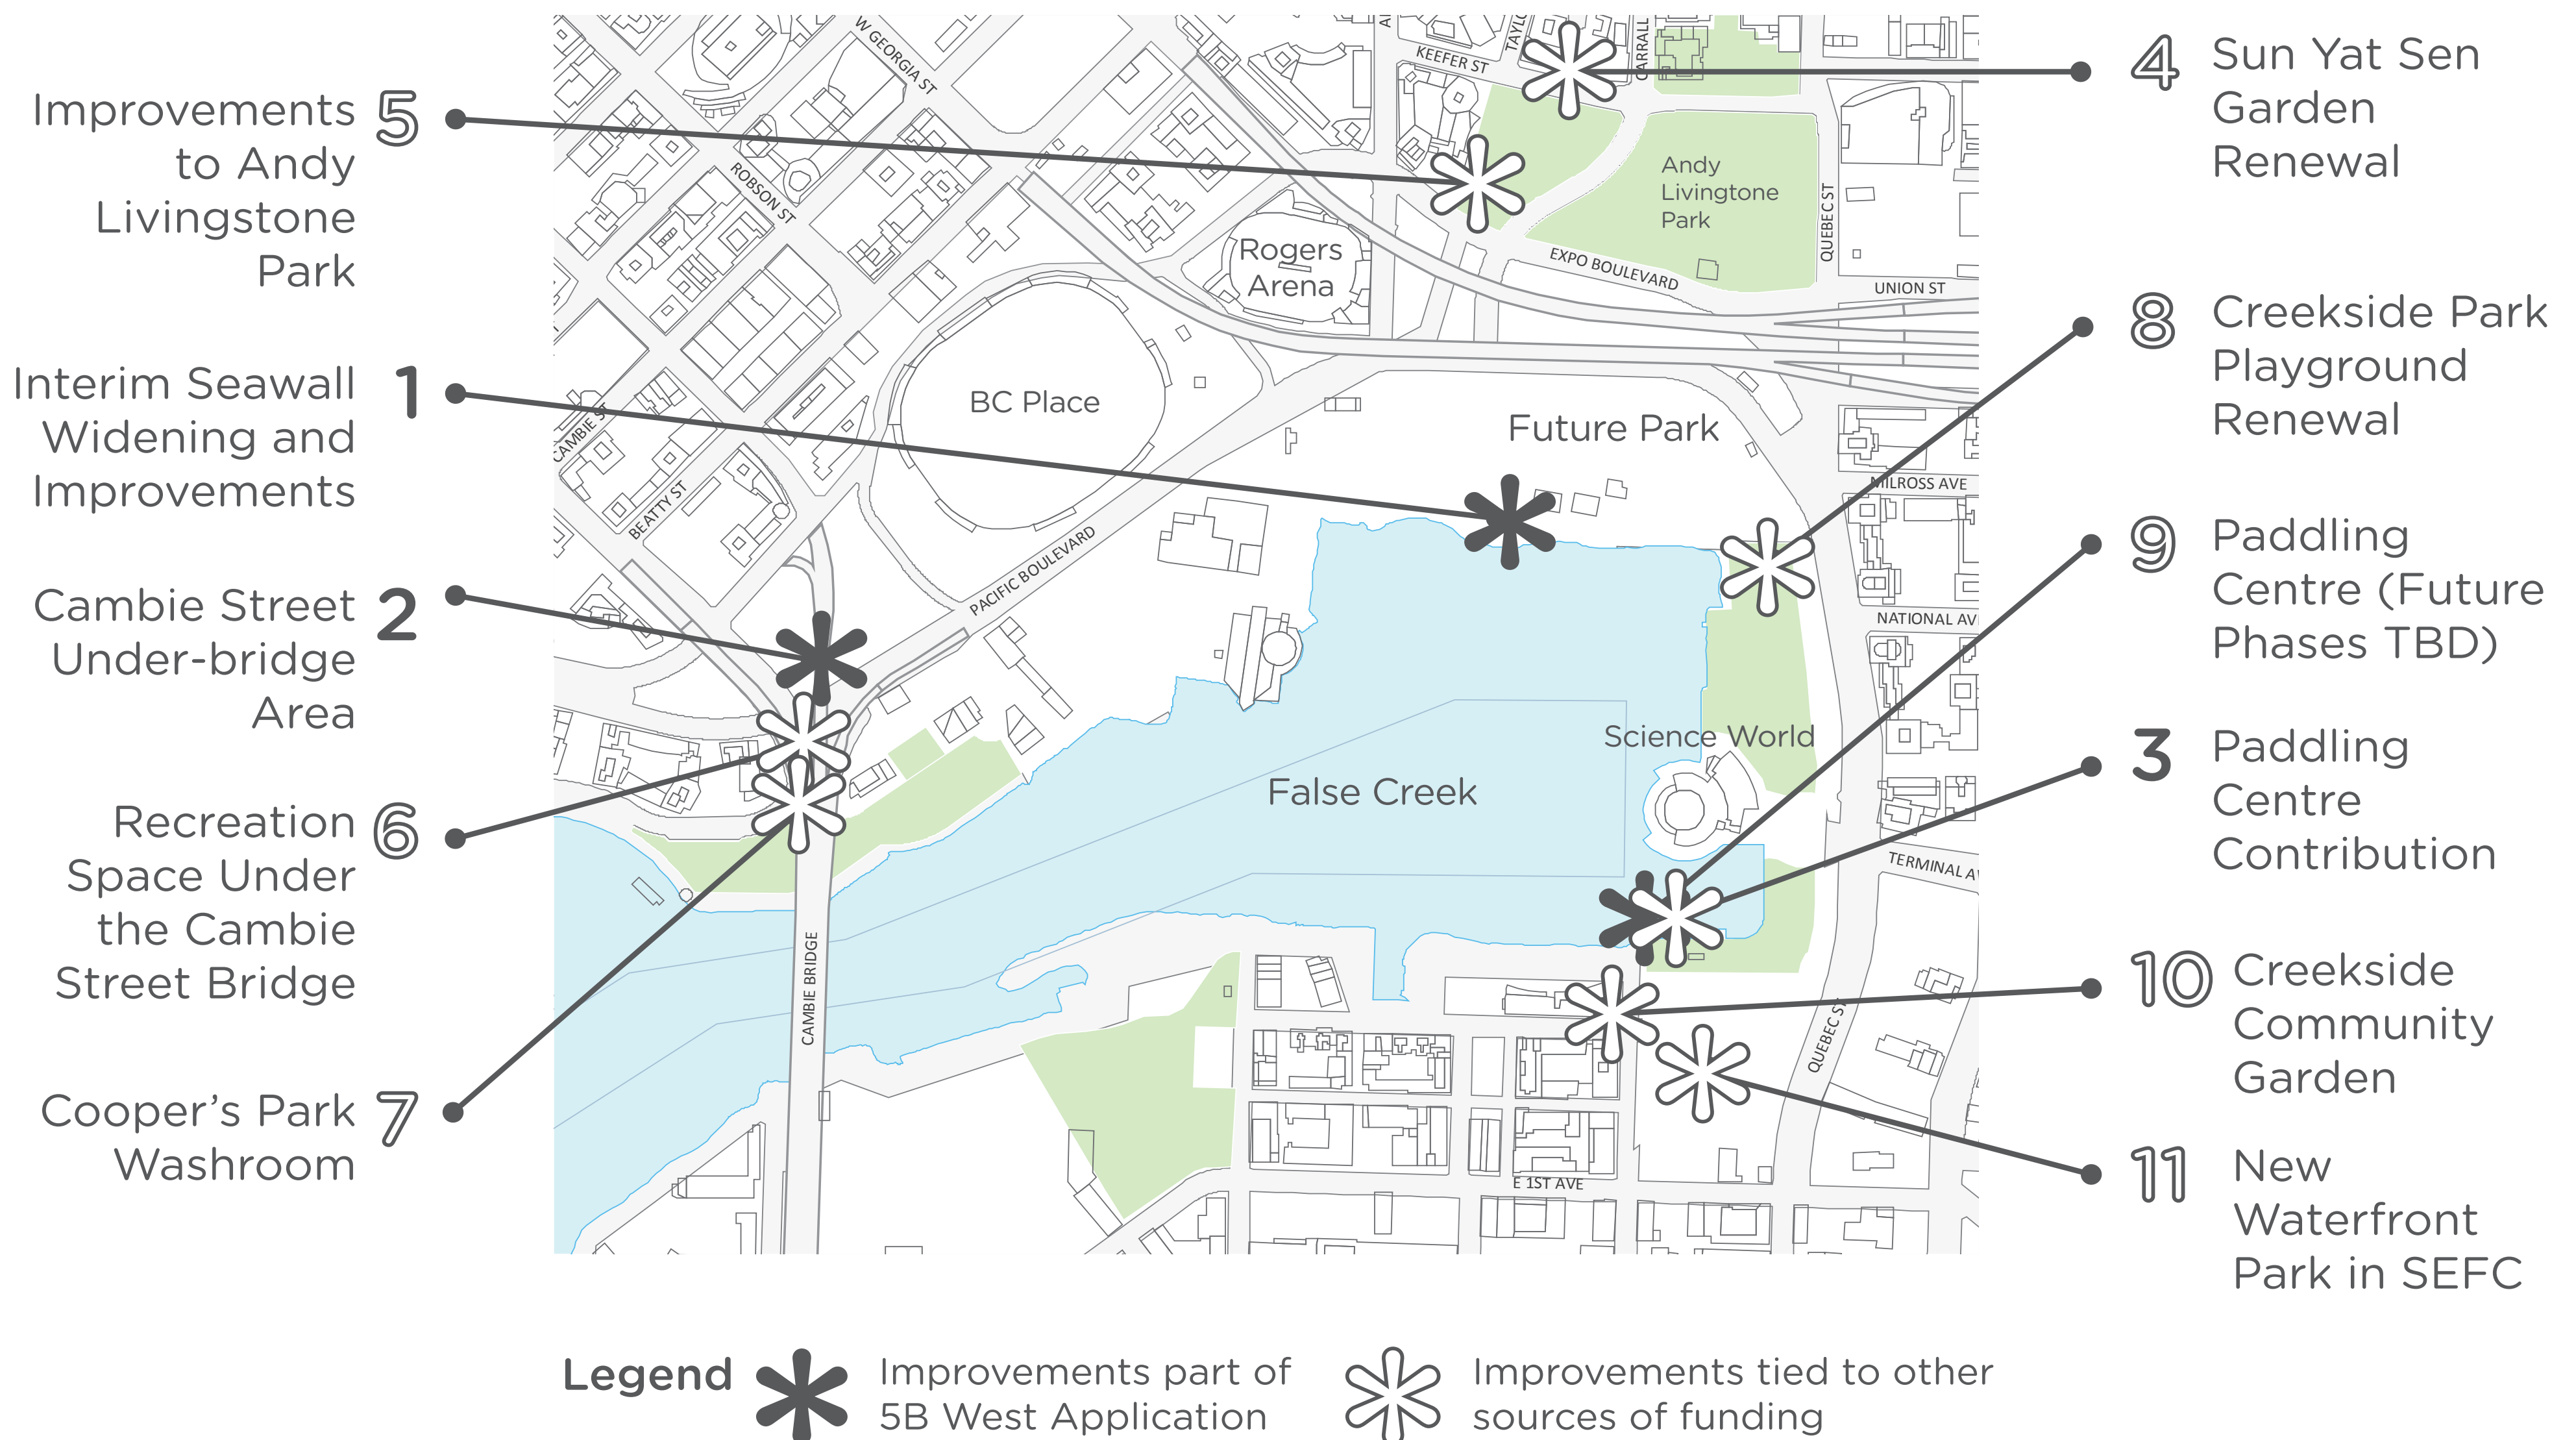 Improvements
to Andy
Livingstone
Park
5
Interim Seawall
Widening and
Improvements
1
Cambie Street
Under-bridge
Area
2
Recreation
Space Under
the Cambie
Street Bridge
6
Cooper's Park
Washroom
7
W GEORGIA ST
ROBSON ST
CAMBIE ST
BEATTY ST
PACIFIC BOULEVARD
CAMBIE BRIDGE
KEEFER ST
CARRALL
Andy
Livingtone
Park
QUEBEC ST
EXPO BOULEVARD
UNION ST
Rogers
Arena
BC Place
Future Park
MILROSS AVE
NATIONAL AV
Science World
False Creek
TERMINAL A
QUEBEC ST
E 1ST AVE
4
Sun Yat Sen
Garden
Renewal
8
Creekside Park
Playground
Renewal
9
Paddling
Centre (Future
Phases TBD)
3
Paddling
Centre
Contribution
10
Creekside
Community
Garden
11
New
Waterfront
Park in SEFC
Legend
Improvements part of
5B West Application
Improvements tied to other
sources of funding